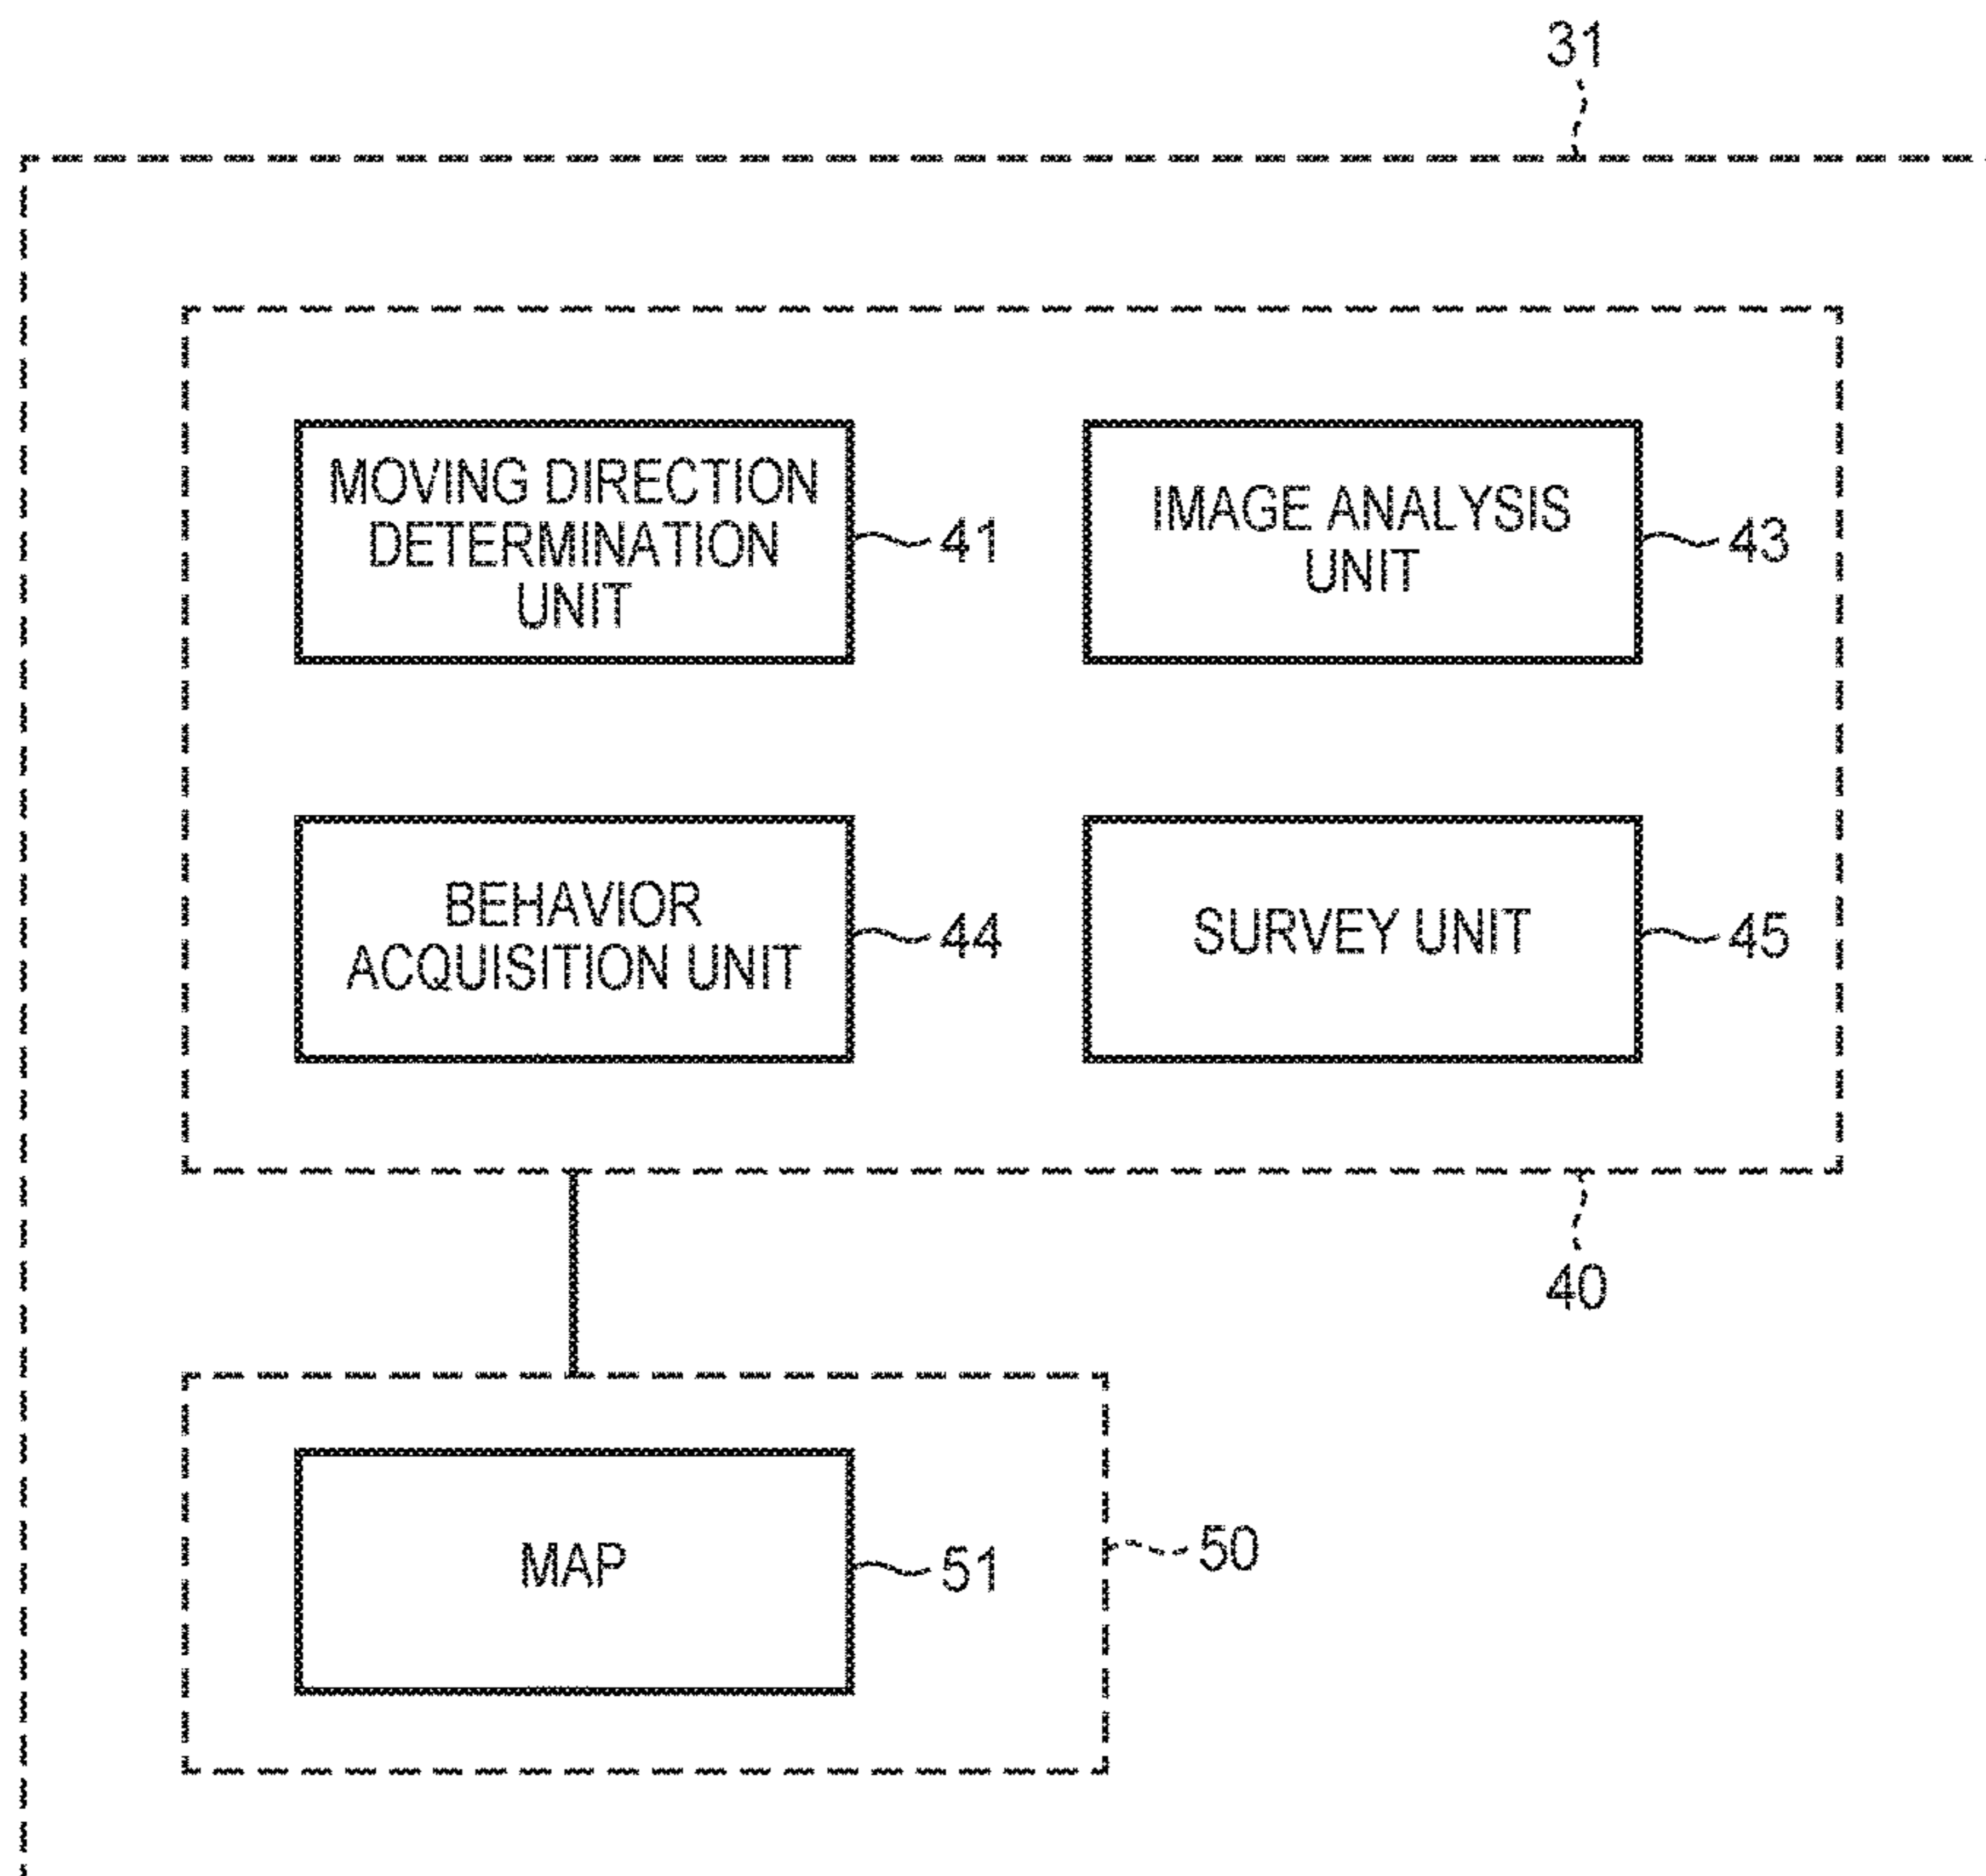 31
MOVING DIRECTION
DETERMINATION
UNIT
41
IMAGE ANALYSIS
UNIT
43
BEHAVIOR
ACQUISITION UNIT
44
SURVEY UNIT
45
40
MAP
51
50